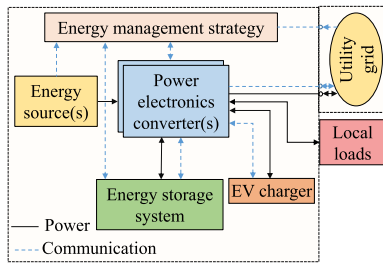 Energy management strategy
Utility
grid
Energy
source(s)
Power
electronics
converter(s)
Local
loads
Energy storage
system
EV charger
Power
Communication